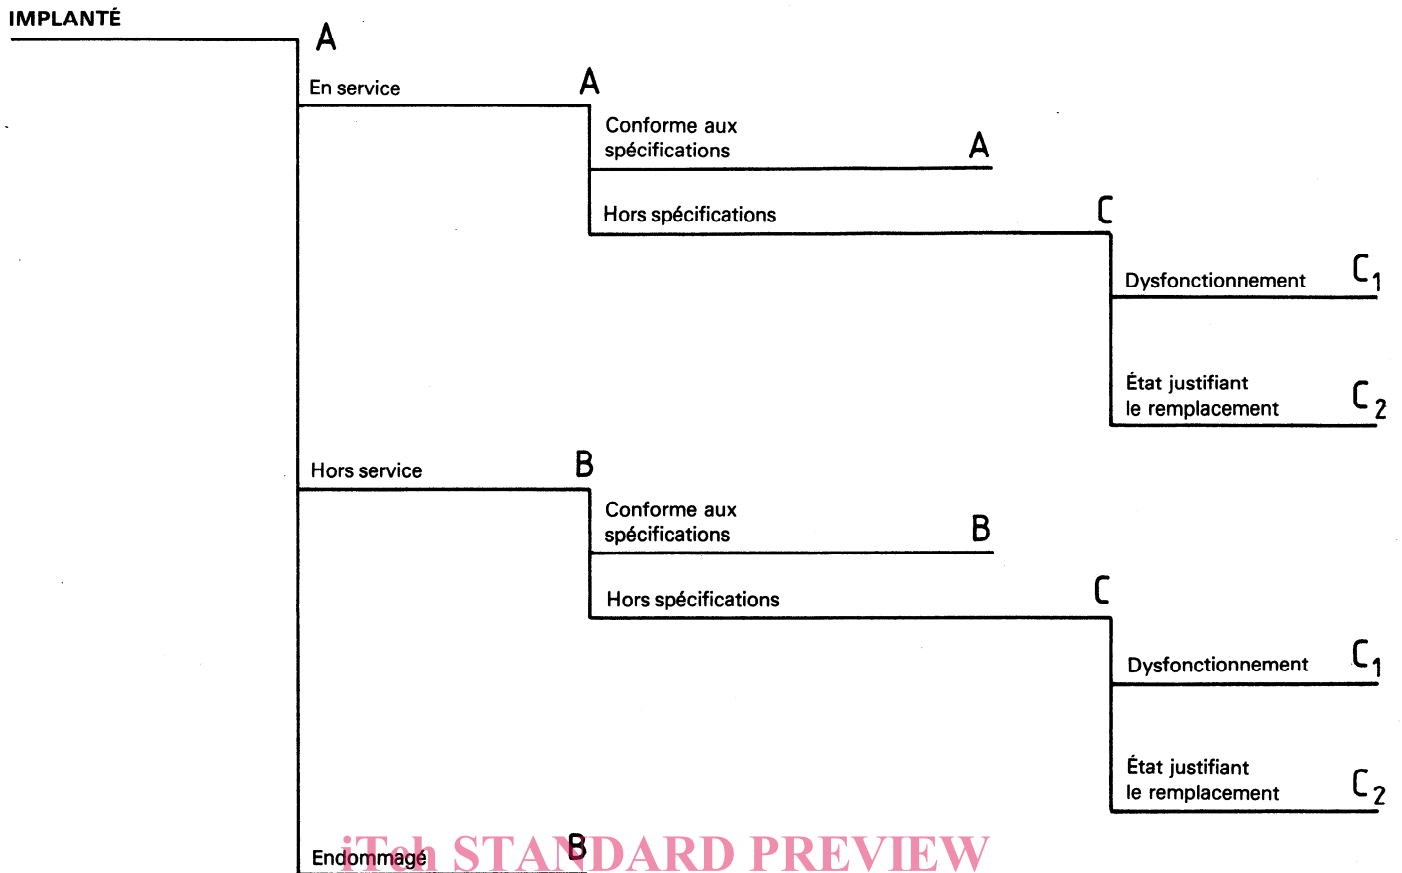 IMPLANTÉ
A
En service
A
Conforme aux
spécifications
A
Hors spécifications
C
Dysfonctionnement
C1
État justifiant
le remplacement
C2
Hors service
B
Conforme aux
spécifications
B
Hors spécifications
C
Dysfonctionnement
C1
État justifiant
le remplacement
C2
Endommagé
B
iTeh STANDARD PREVIEW